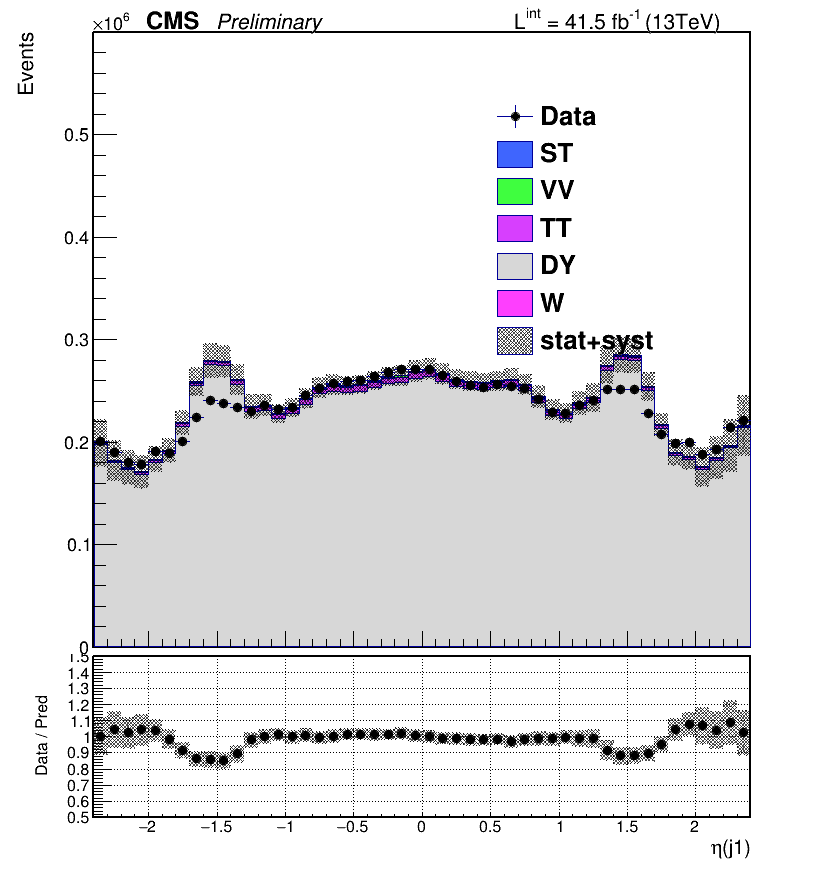 ×10⁶ CMS Preliminary Lⁱⁿᵗ = 41.5 fb⁻¹ (13TeV)
Events
Data
ST
VV
TT
DY
W
stat+syst
0.5
0.4
0.3
0.2
0.1
0
Data / Pred
1.5
1.4
1.3
1.2
1.1
1
0.9
0.8
0.7
0.6
0.5
−2 −1.5 −1 −0.5 0 0.5 1 1.5 2
η(j1)